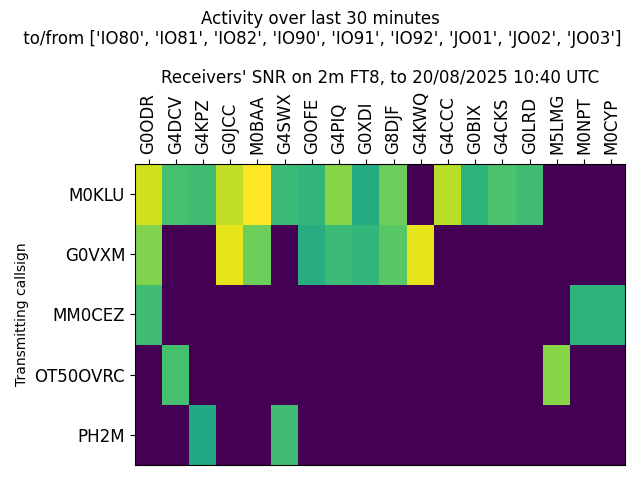 Activity over last 30 minutes
to/from ['IO80', 'IO81', 'IO82', 'IO90', 'IO91', 'IO92', 'JO01', 'JO02', 'JO03']
Receivers' SNR on 2m FT8, to 20/08/2025 10:40 UTC
G0ODR
G4DCV
G4KPZ
G0JCC
M0BAA
G4SWX
G0OFE
G4PIQ
G0XDI
G8DJF
G4KWQ
G4CCC
G0BIX
G4CKS
G0LRD
M5LMG
M0NPT
M0CYP
Transmitting callsign
M0KLU
G0VXM
MM0CEZ
OT50OVRC
PH2M